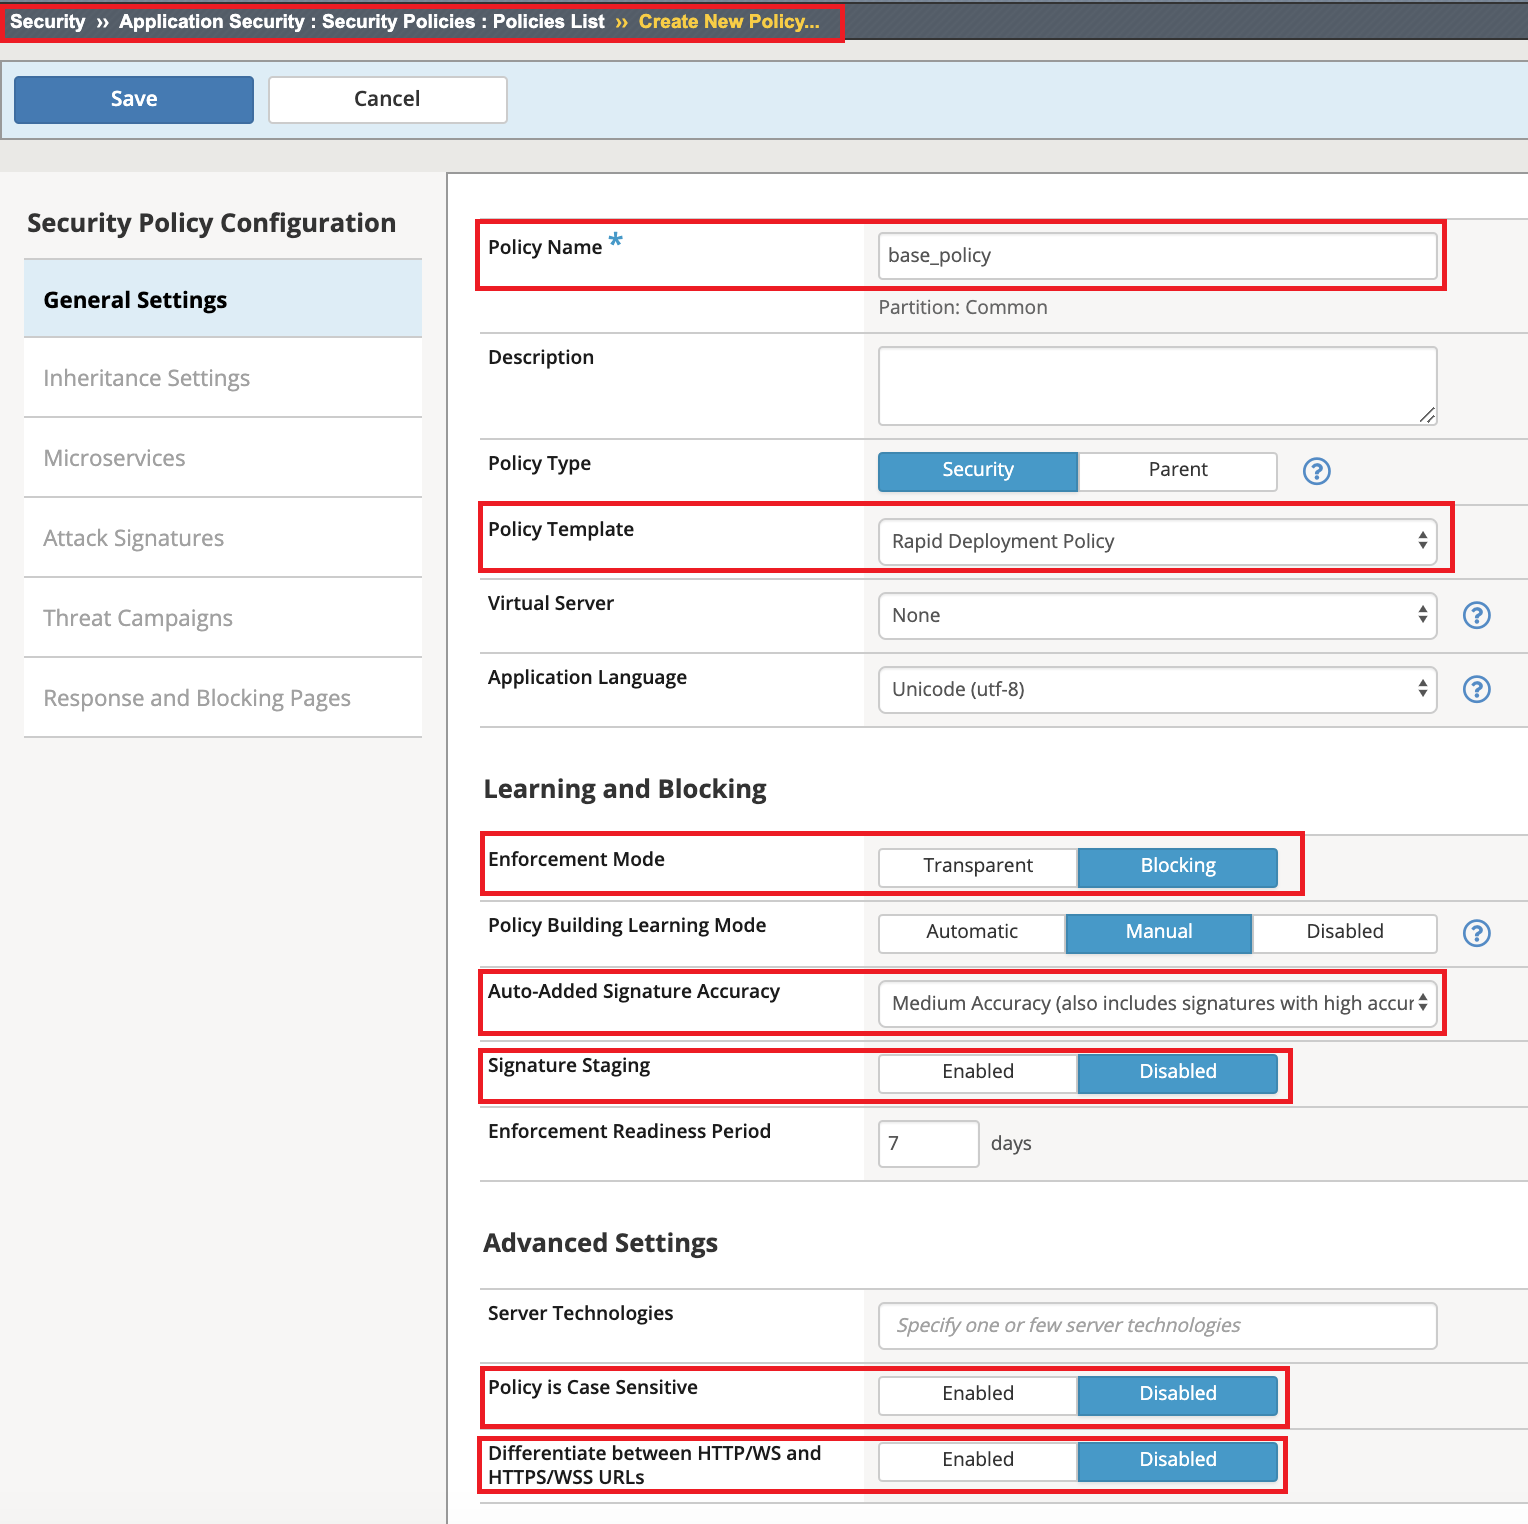 Security ›› Application Security : Security Policies : Policies List ›› Create New Policy...
Save
Cancel
Security Policy Configuration
General Settings
Inheritance Settings
Microservices
Attack Signatures
Threat Campaigns
Response and Blocking Pages
Policy Name *
base_policy
Partition: Common
Description
Policy Type
Security
Parent
?
Policy Template
Rapid Deployment Policy
Virtual Server
None
?
Application Language
Unicode (utf-8)
?
Learning and Blocking
Enforcement Mode
Transparent
Blocking
Policy Building Learning Mode
Automatic
Manual
Disabled
?
Auto-Added Signature Accuracy
Medium Accuracy (also includes signatures with high accur
Signature Staging
Enabled
Disabled
Enforcement Readiness Period
7 days
Advanced Settings
Server Technologies
Specify one or few server technologies
Policy is Case Sensitive
Enabled
Disabled
Differentiate between HTTP/WS and
HTTPS/WSS URLs
Enabled
Disabled